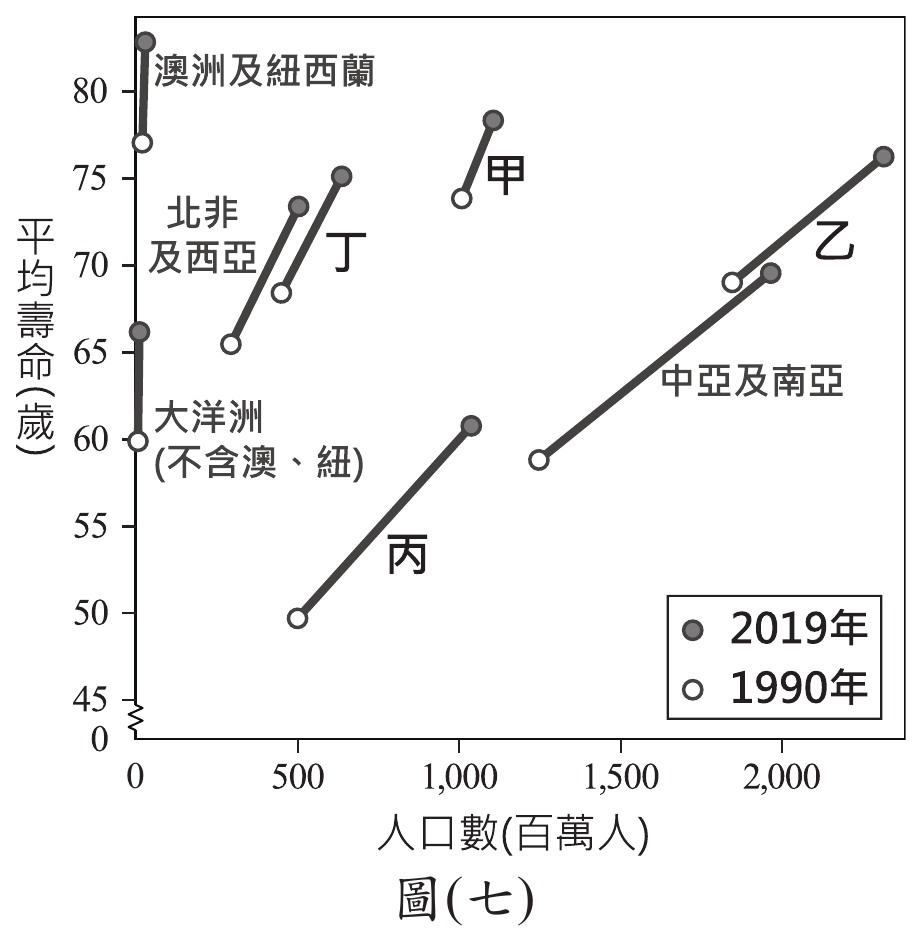 80
75
70
65
60
55
50
45
0
平均壽命(歲)
澳洲及紐西蘭
北非
及西亞
丁
甲
乙
中亞及南亞
大洋洲
(不含澳、紐)
丙
2019年
1990年
0 500 1,000 1,500 2,000
人口數(百萬人)
圖(七)